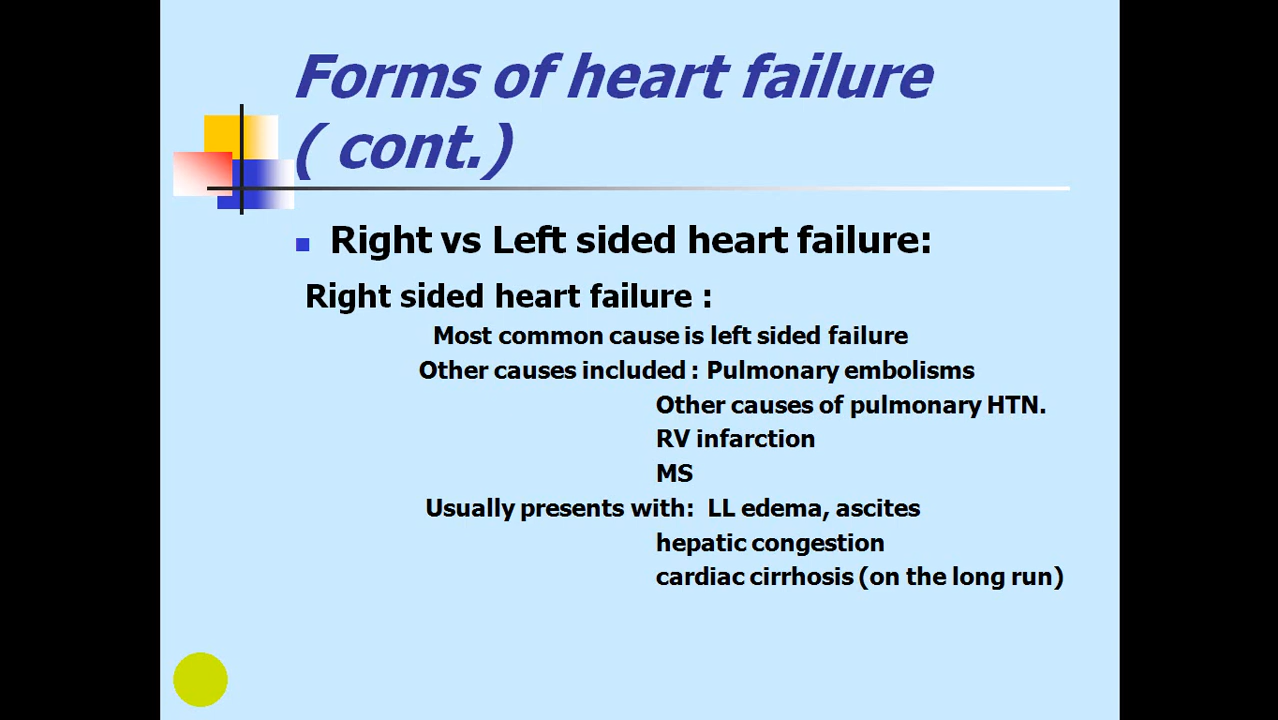 Forms of heart failure
( cont.)
Right vs Left sided heart failure:
Right sided heart failure :
Most common cause is left sided failure
Other causes included : Pulmonary embolisms
Other causes of pulmonary HTN.
RV infarction
MS
Usually presents with: LL edema, ascites
hepatic congestion
cardiac cirrhosis (on the long run)